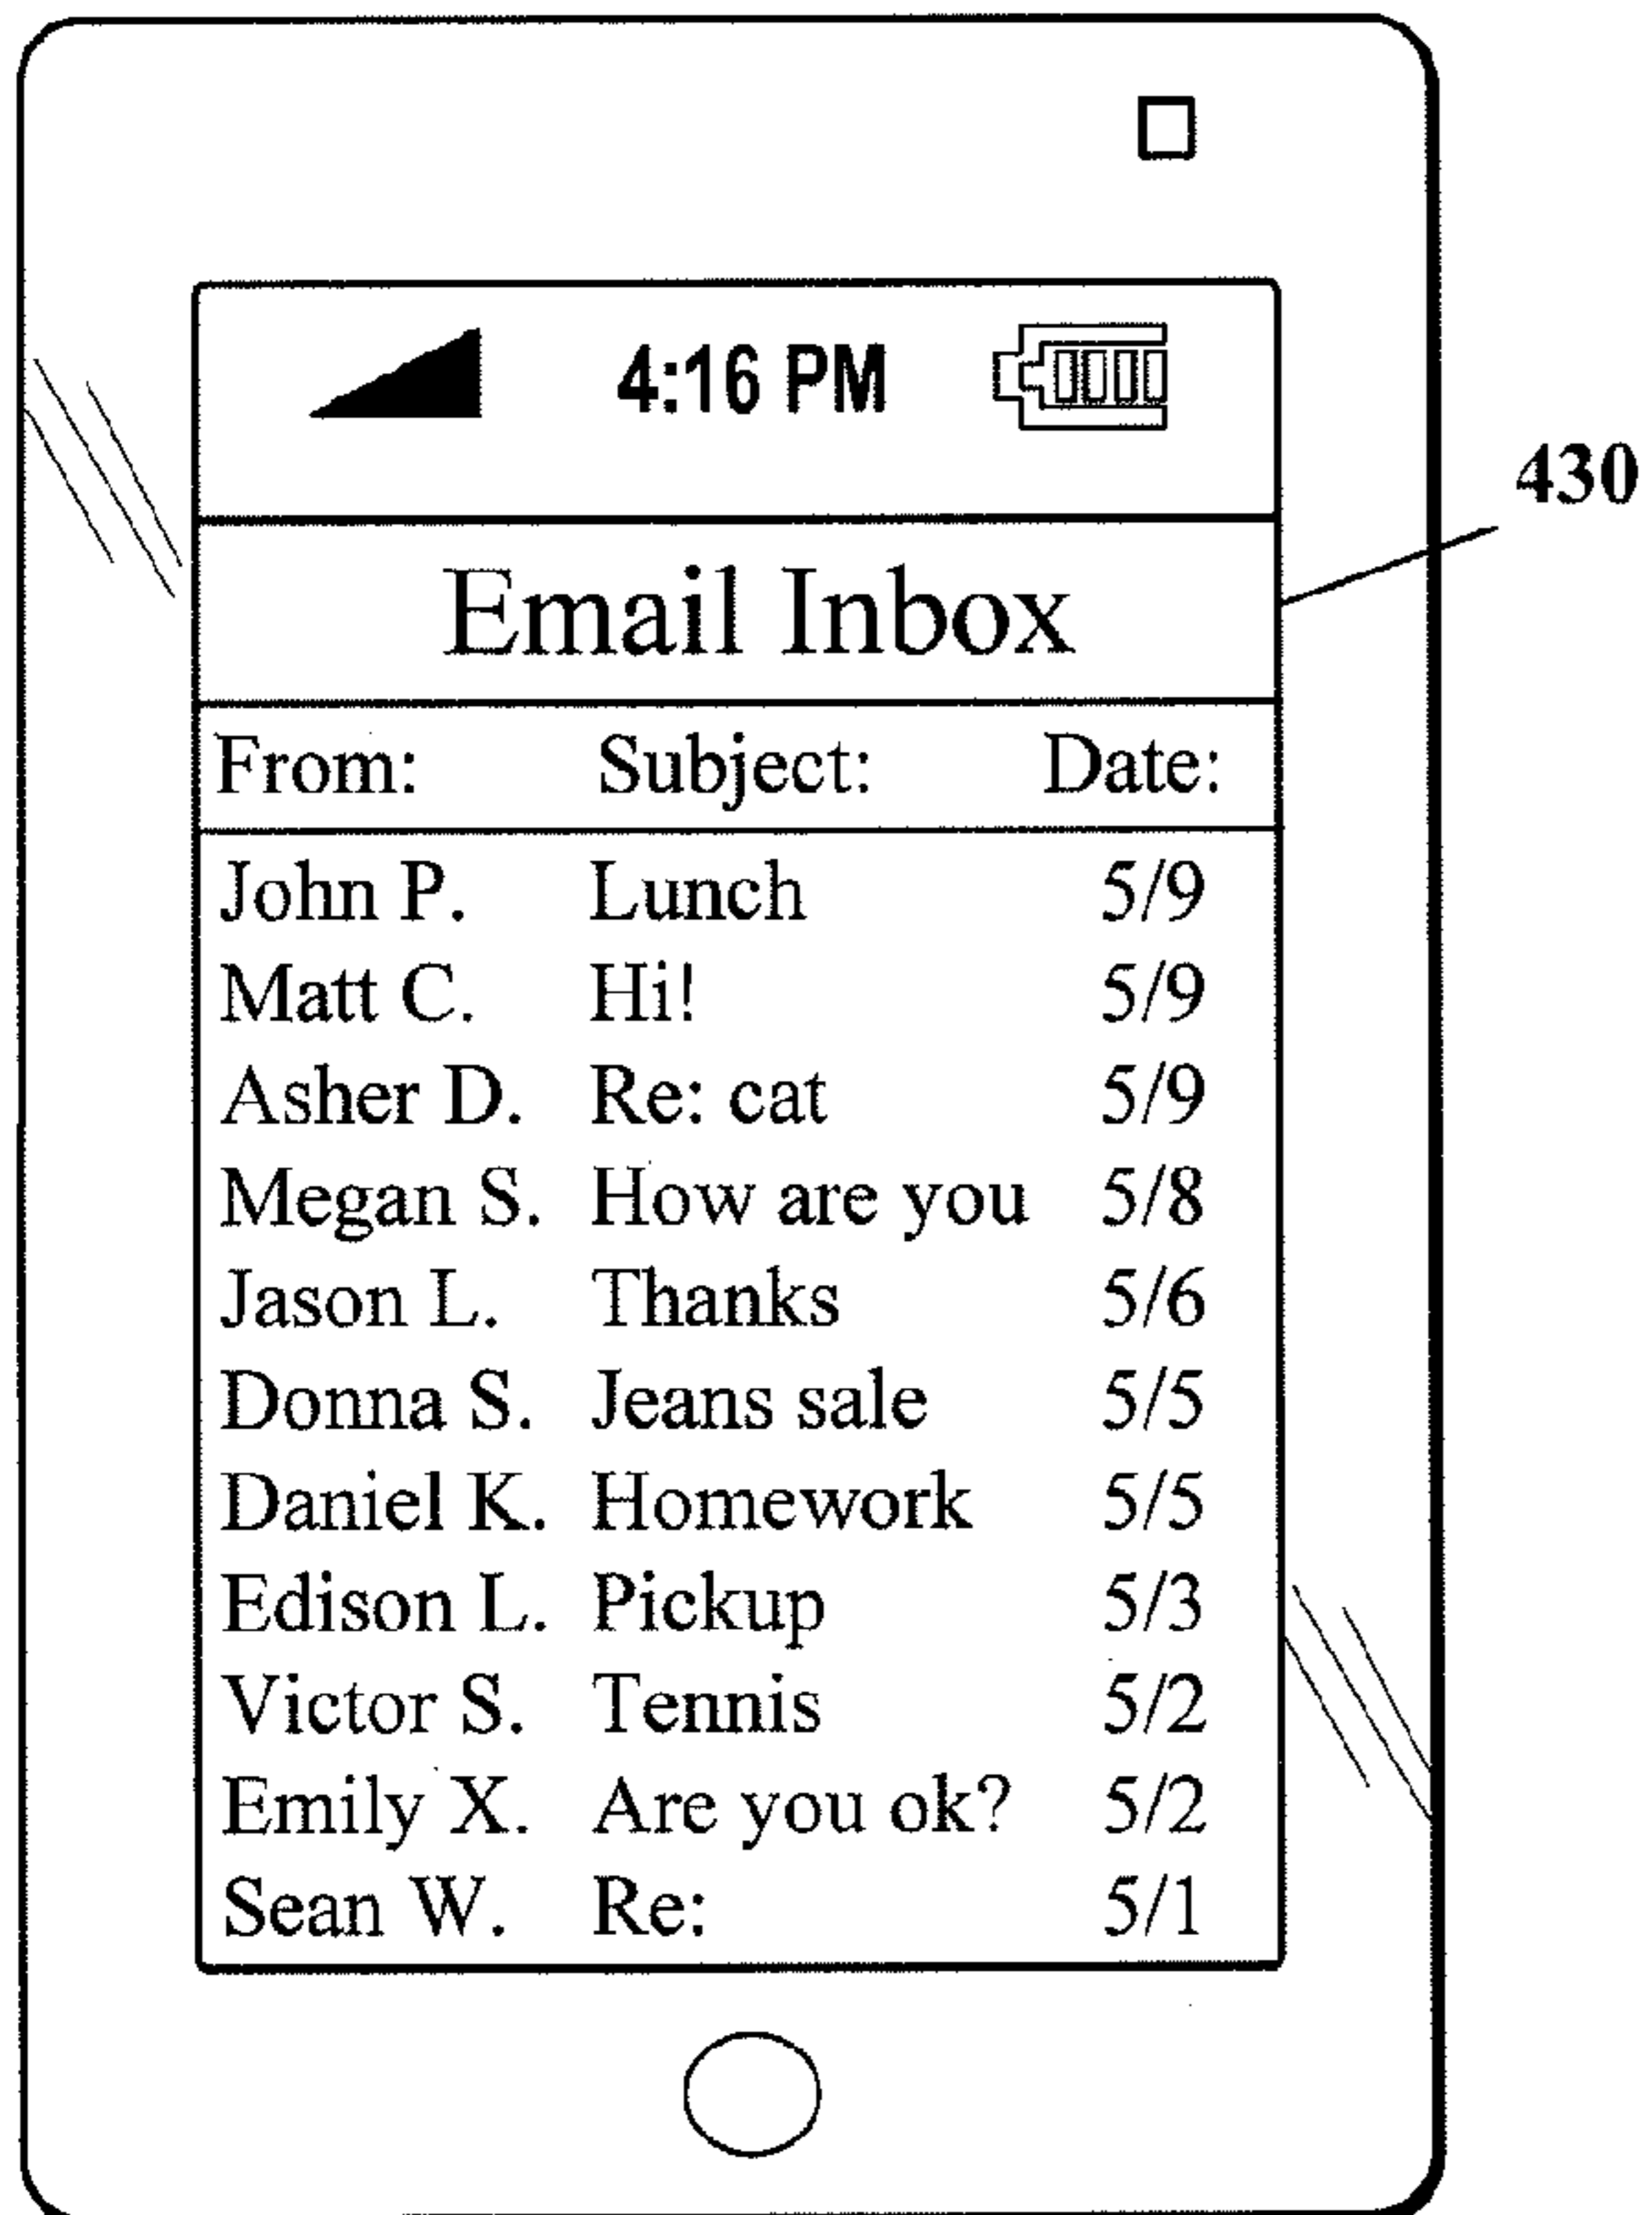 4:16 PM
430
Email Inbox
From: Subject: Date:
John P. Lunch 5/9
Matt C. Hi! 5/9
Asher D. Re: cat 5/9
Megan S. How are you 5/8
Jason L. Thanks 5/6
Donna S. Jeans sale 5/5
Daniel K. Homework 5/5
Edison L. Pickup 5/3
Victor S. Tennis 5/2
Emily X. Are you ok? 5/2
Sean W. Re: 5/1